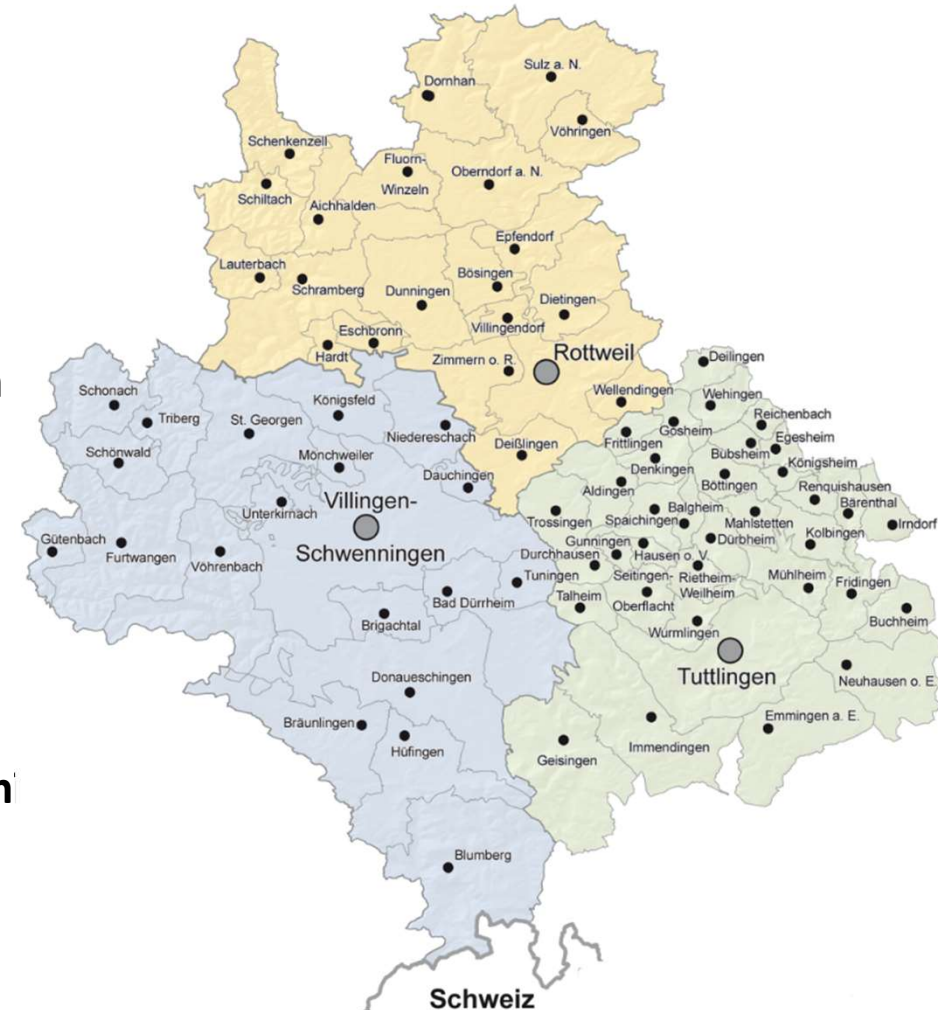 Sulz a. N.
Dornhan
Vöhringen
Schenkenzell
Fluorn-
Winzeln
Oberndorf a. N.
Schiltach
Aichhalden
Epfendorf
Lauterbach
Bösingen
Schramberg
Dunningen
Dietingen
Villingendorf
Eschbronn
Hardt
Zimmern o. R.
Rottweil
Deilingen
Schonach
Wellendingen
Wehingen
Königsfeld
Triberg
St. Georgen
Reichenbach
Gosheim
Niedereschach
Frittlingen
Egesheim
Deißlingen
Schönwald
Mönchweiler
Bubsheim
Königsheim
Denkingen
Dauchingen
Böttingen
Renquishausen
Aldingen
Villingen-
Schwenningen
Bärenthal
Unterkirnach
Balgheim
Trossingen
Spaichingen
Mahlstetten
Irndorf
Kolbingen
Gütenbach
Gunningen
Dürbheim
Furtwangen
Durchhausen
Hausen o. V.
Vöhrenbach
Tuningen
Seitingen-
Oberflacht
Rietheim-
Weilheim
Mühlheim
Fridingen
Talheim
Bad Dürrheim
Buchheim
Brigachtal
Wurmlingen
Tuttlingen
Donaueschingen
Neuhausen o. E.
Bräunlingen
Emmingen a. E.
Hüfingen
Immendingen
Geisingen
Blumberg
Schweiz